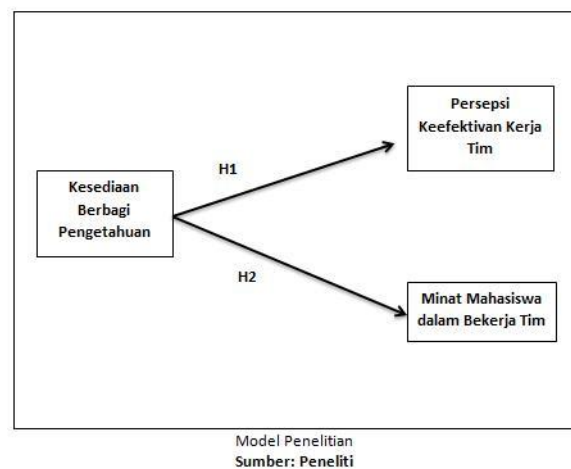 Persepsi
Keefektivan Kerja
Tim
H1
Kesediaan
Berbagi
Pengetahuan
H2
Minat Mahasiswa
dalam Bekerja Tim
Model Penelitian
Sumber: Peneliti